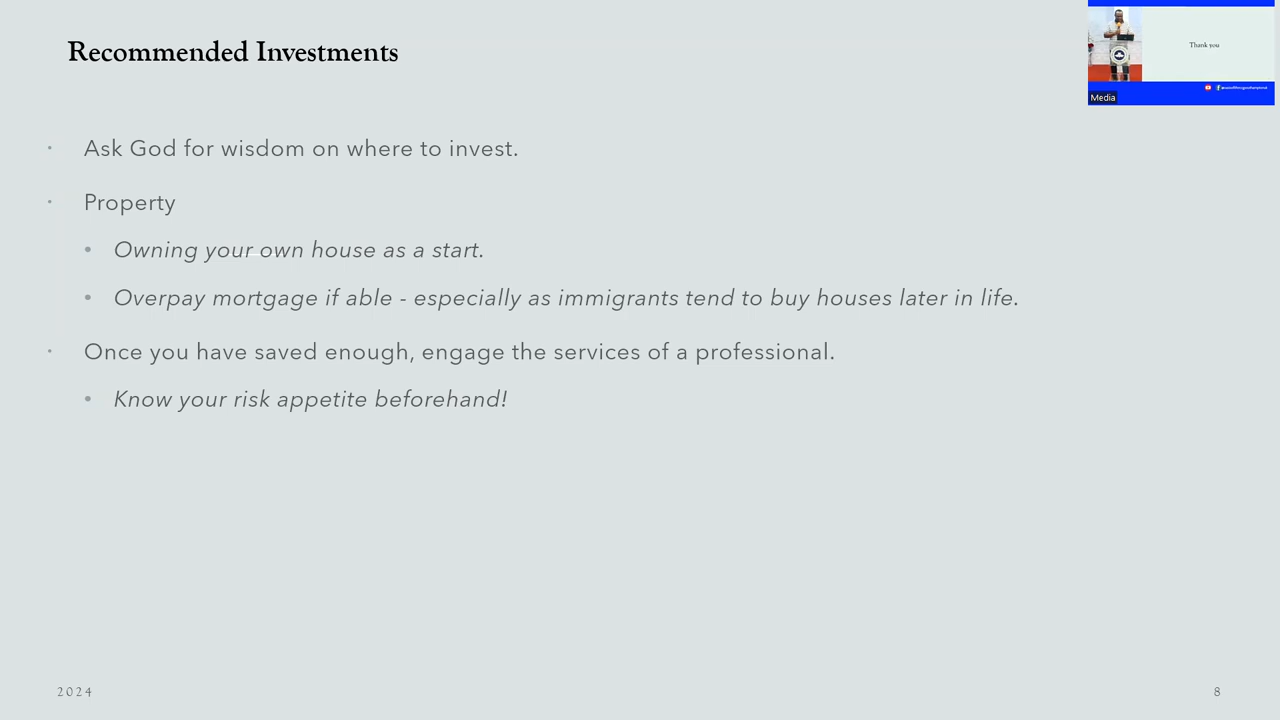 Recommended Investments
Thank you
Media
· Ask God for wisdom on where to invest.
· Property
• Owning your own house as a start.
• Overpay mortgage if able - especially as immigrants tend to buy houses later in life.
· Once you have saved enough, engage the services of a professional.
• Know your risk appetite beforehand!
2024
8